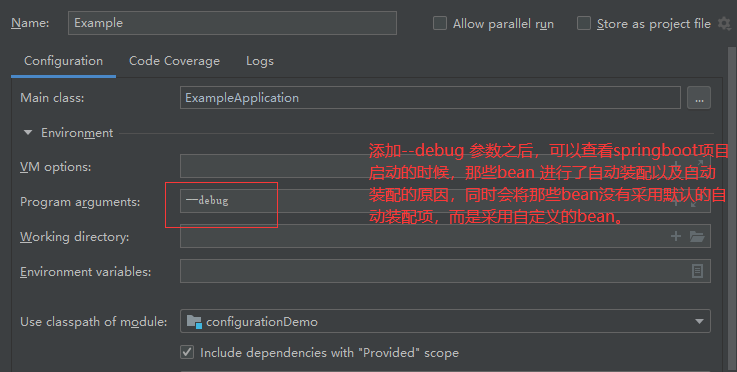 Name: Example Allow parallel run Store as project file
Configuration Code Coverage Logs
Main class: ExampleApplication ...
Environment
添加--debug 参数之后，可以查看springboot项目
VM options: 启动的时候，那些bean 进行了自动装配以及自动
Program arguments: —debug 装配的原因，同时会将那些bean没有采用默认的自
Working directory: 动装配项，而是采用自定义的bean。
Environment variables:
Use classpath of module: configurationDemo
Include dependencies with "Provided" scope